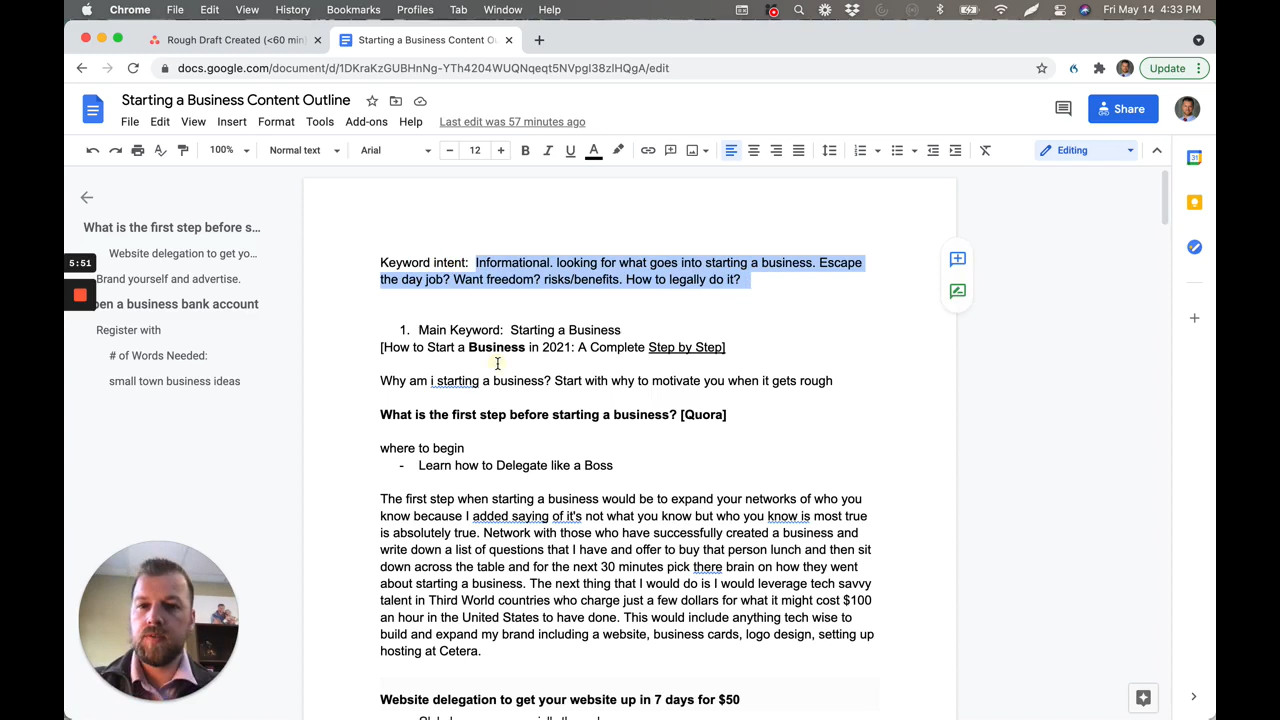 Chrome File Edit View History Bookmarks Profiles Tab Window Help Fri May 14 4:33 PM
Rough Draft Created (<60 min) Starting a Business Content Ou
docs.google.com/document/d/1DKraKzGUBHnNg-YTh4204WUQNqeqt5NVpgI38zlHQgA/edit Update
Starting a Business Content Outline
File Edit View Insert Format Tools Add-ons Help Last edit was 57 minutes ago Share
100% Normal text Arial 12 B I U A Editing
31
What is the first step before s...
Website delegation to get yo...
Brand yourself and advertise.
pen a business bank account
Register with
# of Words Needed:
small town business ideas
5:51
Keyword intent: Informational. looking for what goes into starting a business. Escape
the day job? Want freedom? risks/benefits. How to legally do it?
1. Main Keyword: Starting a Business
[How to Start a Business in 2021: A Complete Step by Step]
Why am i starting a business? Start with why to motivate you when it gets rough
What is the first step before starting a business? [Quora]
where to begin
- Learn how to Delegate like a Boss
The first step when starting a business would be to expand your networks of who you
know because I added saying of it's not what you know but who you know is most true
is absolutely true. Network with those who have successfully created a business and
write down a list of questions that I have and offer to buy that person lunch and then sit
down across the table and for the next 30 minutes pick there brain on how they went
about starting a business. The next thing that I would do is I would leverage tech savvy
talent in Third World countries who charge just a few dollars for what it might cost $100
an hour in the United States to have done. This would include anything tech wise to
build and expand my brand including a website, business cards, logo design, setting up
hosting at Cetera.
Website delegation to get your website up in 7 days for $50